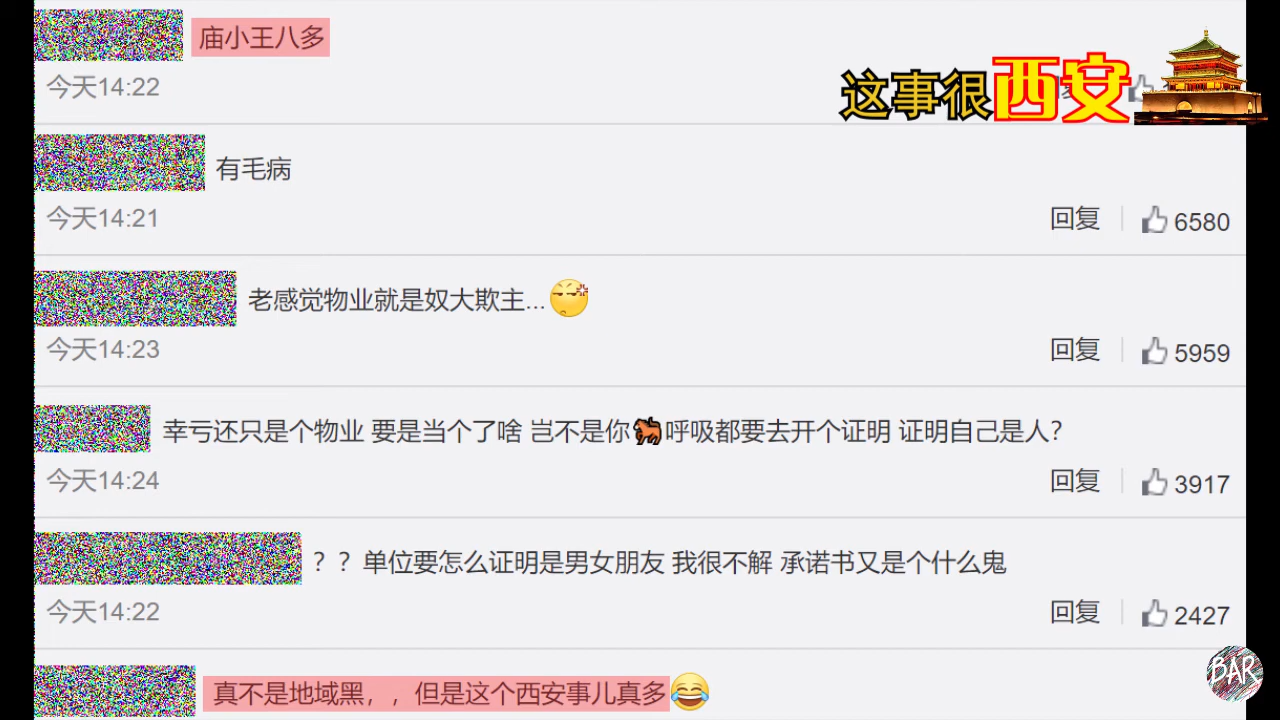 庙小王八多
今天14:22
这事很西安
有毛病
今天14:21
回复
6580
老感觉物业就是奴大欺主...
今天14:23
回复
5959
幸亏还只是个物业 要是当个了啥 岂不是你🐎呼吸都要去开个证明 证明自己是人?
今天14:24
回复
3917
？？单位要怎么证明是男女朋友 我很不解 承诺书又是个什么鬼
今天14:22
回复
2427
真不是地域黑，，但是这个西安事儿真多
BAR